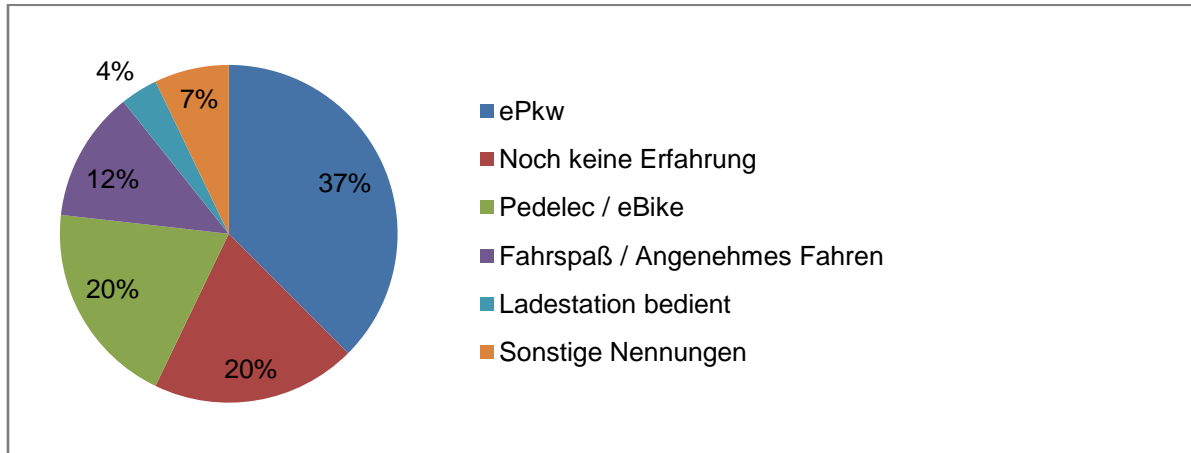 4%
7%
37%
12%
20%
20%
ePkw
Noch keine Erfahrung
Pedelec / eBike
Fahrspaß / Angenehmes Fahren
Ladestation bedient
Sonstige Nennungen